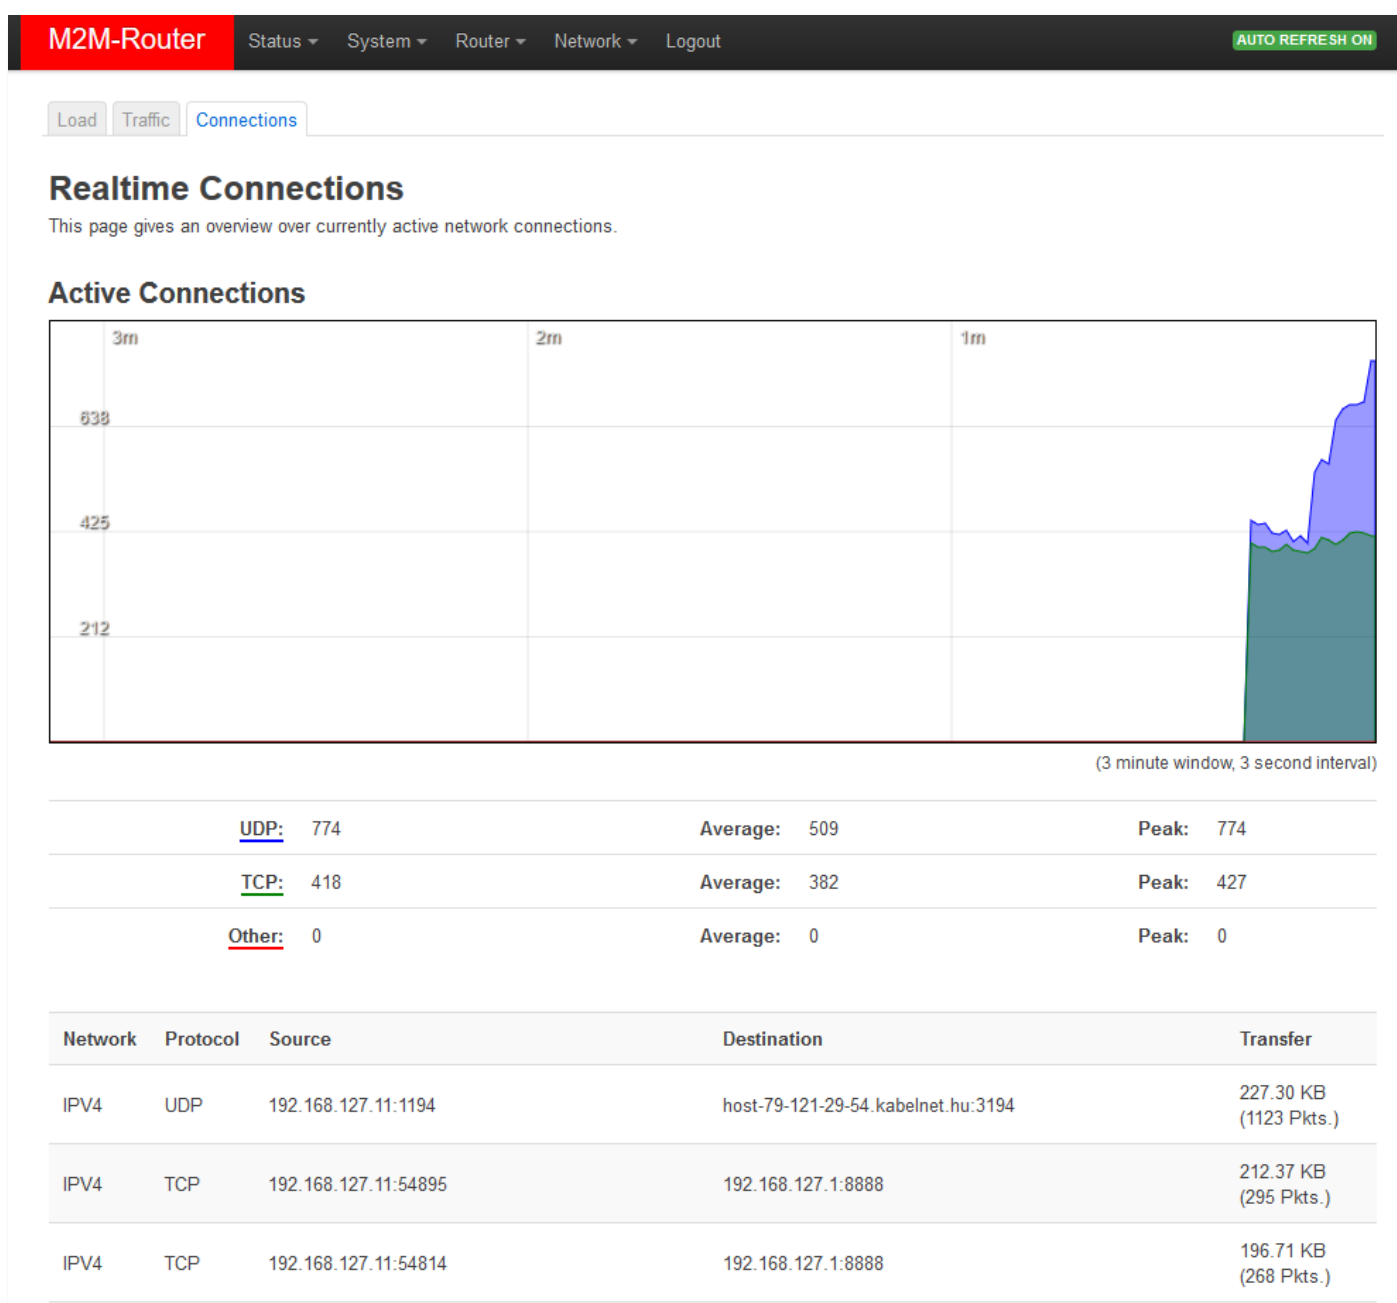 M2M-Router Status System Router Network Logout AUTO REFRESH ON
Load Traffic Connections
Realtime Connections
This page gives an overview over currently active network connections.
Active Connections
3m 2m 1m
638
425
212
(3 minute window, 3 second interval)
UDP: 774 Average: 509 Peak: 774
TCP: 418 Average: 382 Peak: 427
Other: 0 Average: 0 Peak: 0
Network Protocol Source Destination Transfer
IPV4 UDP 192.168.127.11:1194 host-79-121-29-54.kabelnet.hu:3194 227.30 KB
(1123 Pkts.)
IPV4 TCP 192.168.127.11:54895 192.168.127.1:8888 212.37 KB
(295 Pkts.)
IPV4 TCP 192.168.127.11:54814 192.168.127.1:8888 196.71 KB
(268 Pkts.)